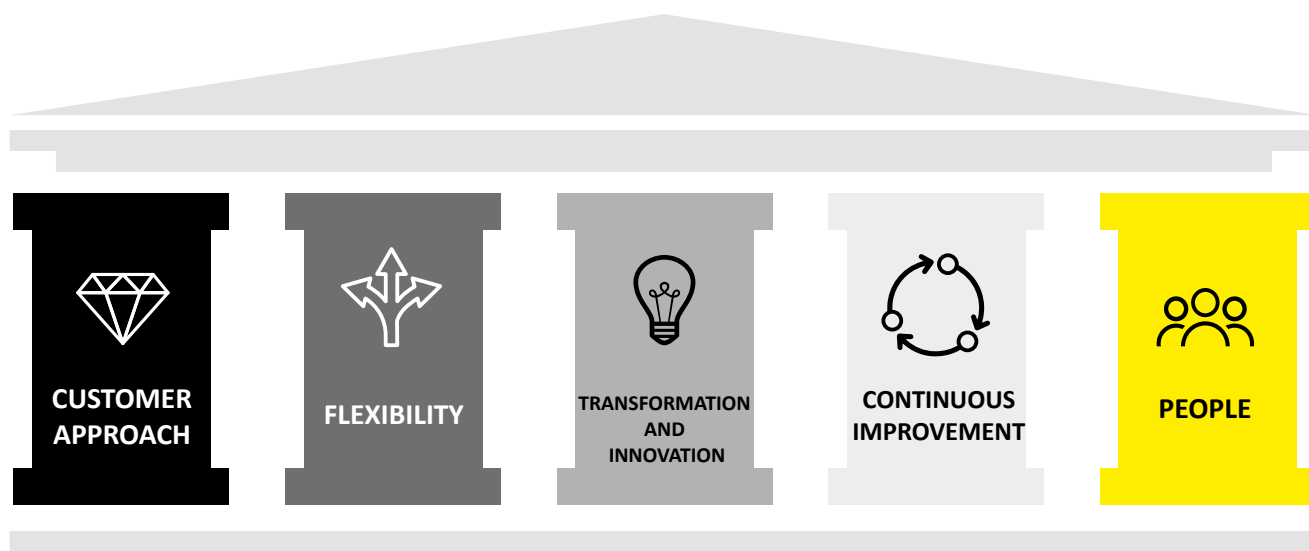 CUSTOMER
APPROACH
FLEXIBILITY
TRANSFORMATION
AND
INNOVATION
CONTINUOUS
IMPROVEMENT
PEOPLE